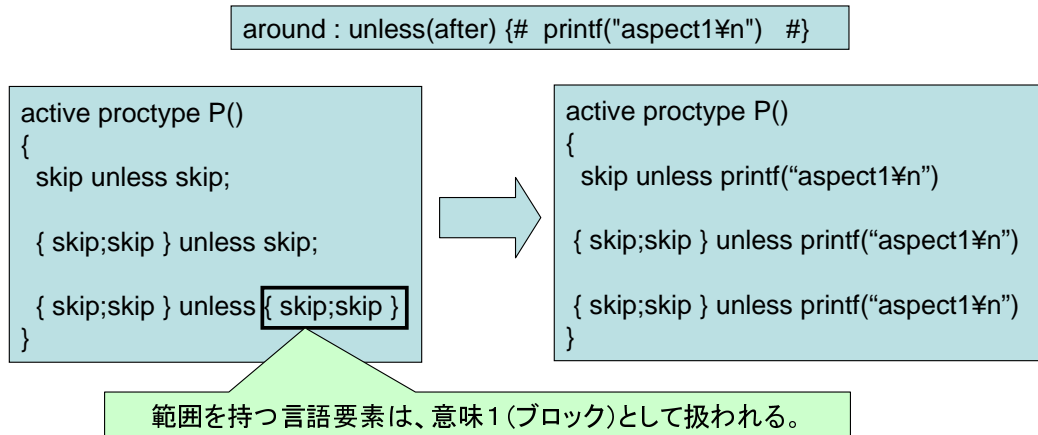 around : unless(after) {#  printf("aspect1¥n")   #}
active proctype P()
{
skip unless skip;
{ skip;skip } unless skip;
{ skip;skip } unless { skip;skip }
}
active proctype P()
{
skip unless printf(“aspect1¥n”)
{ skip;skip } unless printf(“aspect1¥n”)
{ skip;skip } unless printf(“aspect1¥n”)
}
範囲を持つ言語要素は、意味１(ブロック)として扱われる。